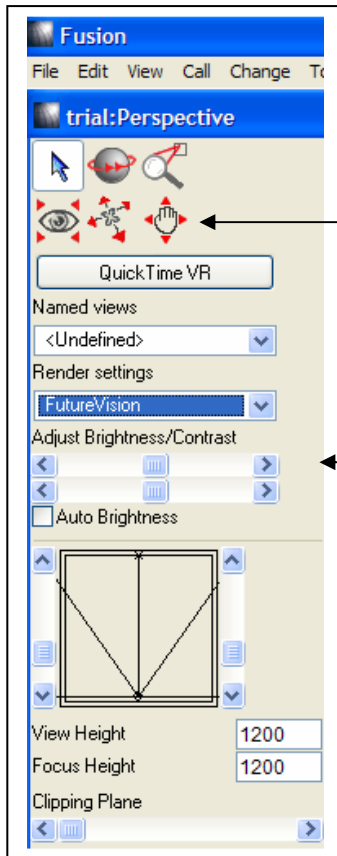 Fusion
File Edit View Call Change
trial:Perspective
QuickTime VR
Named views
<Undefined>
Render settings
FutureVision
Adjust Brightness/Contrast
Auto Brightness
View Height 1200
Focus Height 1200
Clipping Plane